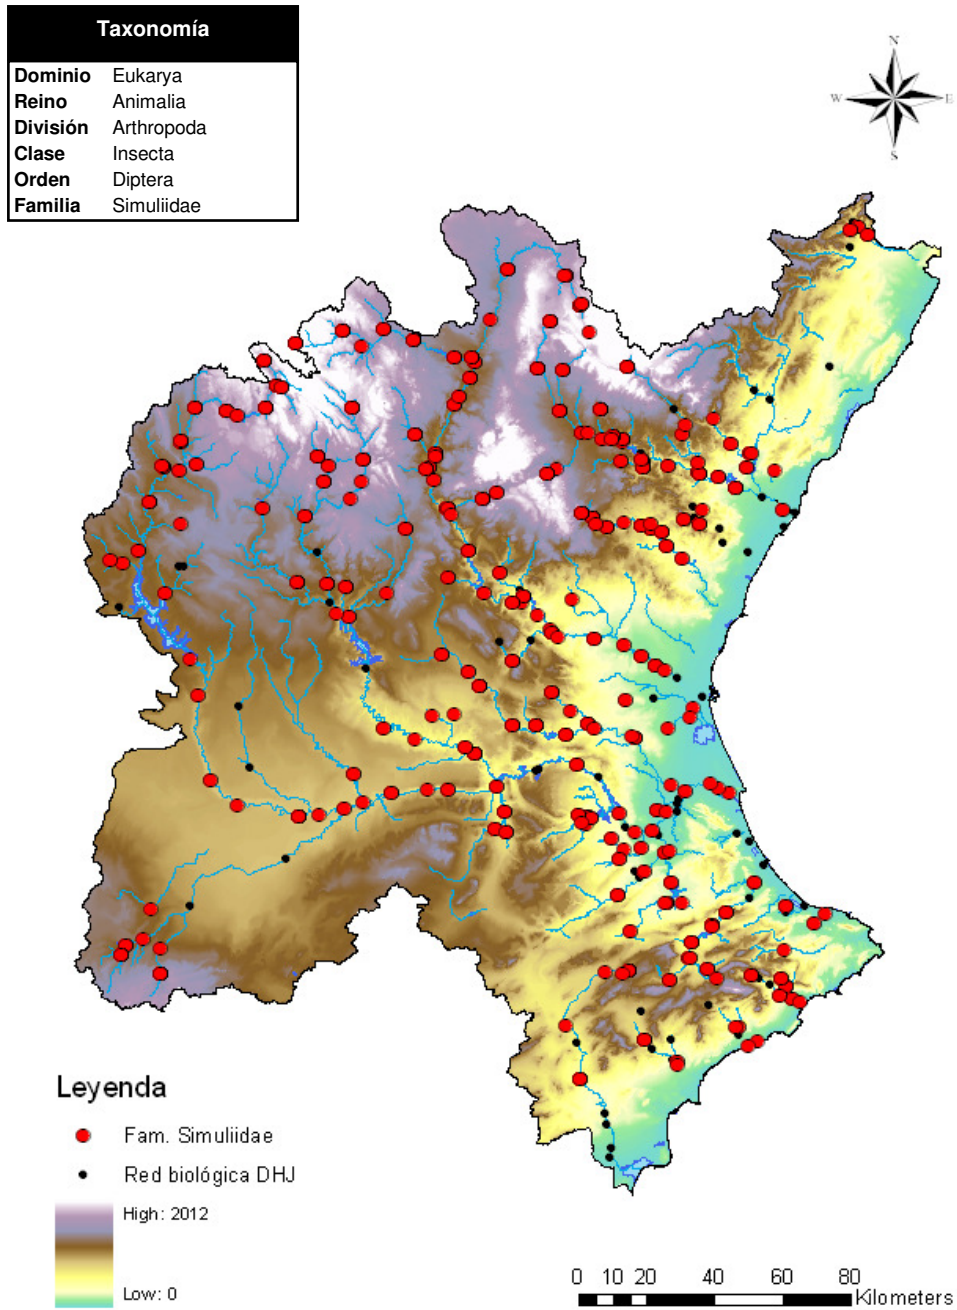 Taxonomía
Dominio Eukarya
Reino Animalia
División Arthropoda
Clase Insecta
Orden Diptera
Familia Simuliidae
N
W E
S
Leyenda
Fam. Simuliidae
Red biológica DHJ
High: 2012
Low: 0
0 10 20 40 60 80
Kilometers